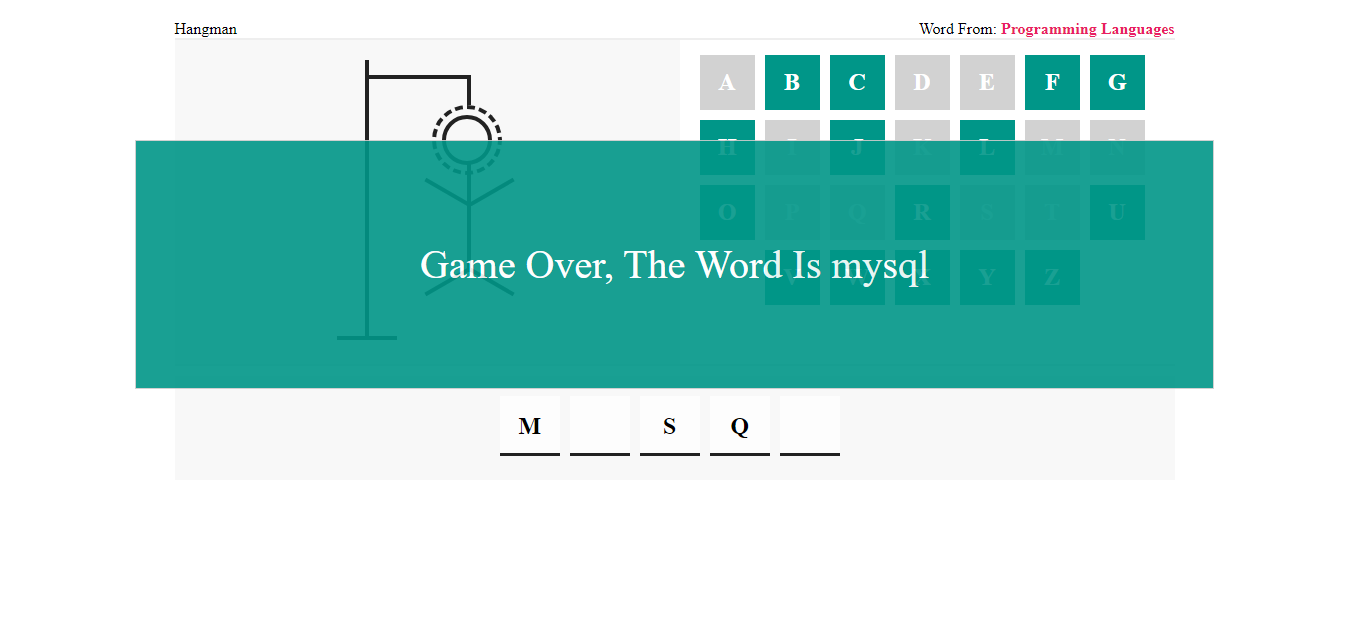 Hangman
Word From: Programming Languages
A B C D E F G
H I J K L M N
O P Q R S T U
V W X Y Z
Game Over, The Word Is mysql
M S Q